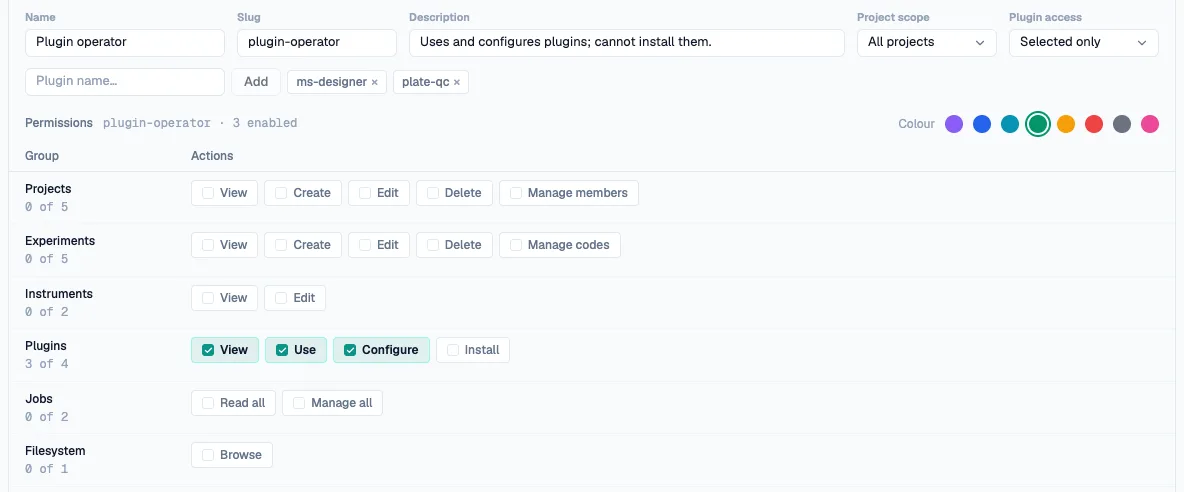 Name Slug Description Project scope Plugin access
Plugin operator plugin-operator Uses and configures plugins; cannot install them. All projects Selected only
Plugin name... Add ms-designer × plate-qc ×
Permissions plugin-operator · 3 enabled Colour
Group Actions
Projects View Create Edit Delete Manage members
0 of 5
Experiments View Create Edit Delete Manage codes
0 of 5
Instruments View Edit
0 of 2
Plugins View Use Configure Install
3 of 4
Jobs Read all Manage all
0 of 2
Filesystem Browse
0 of 1